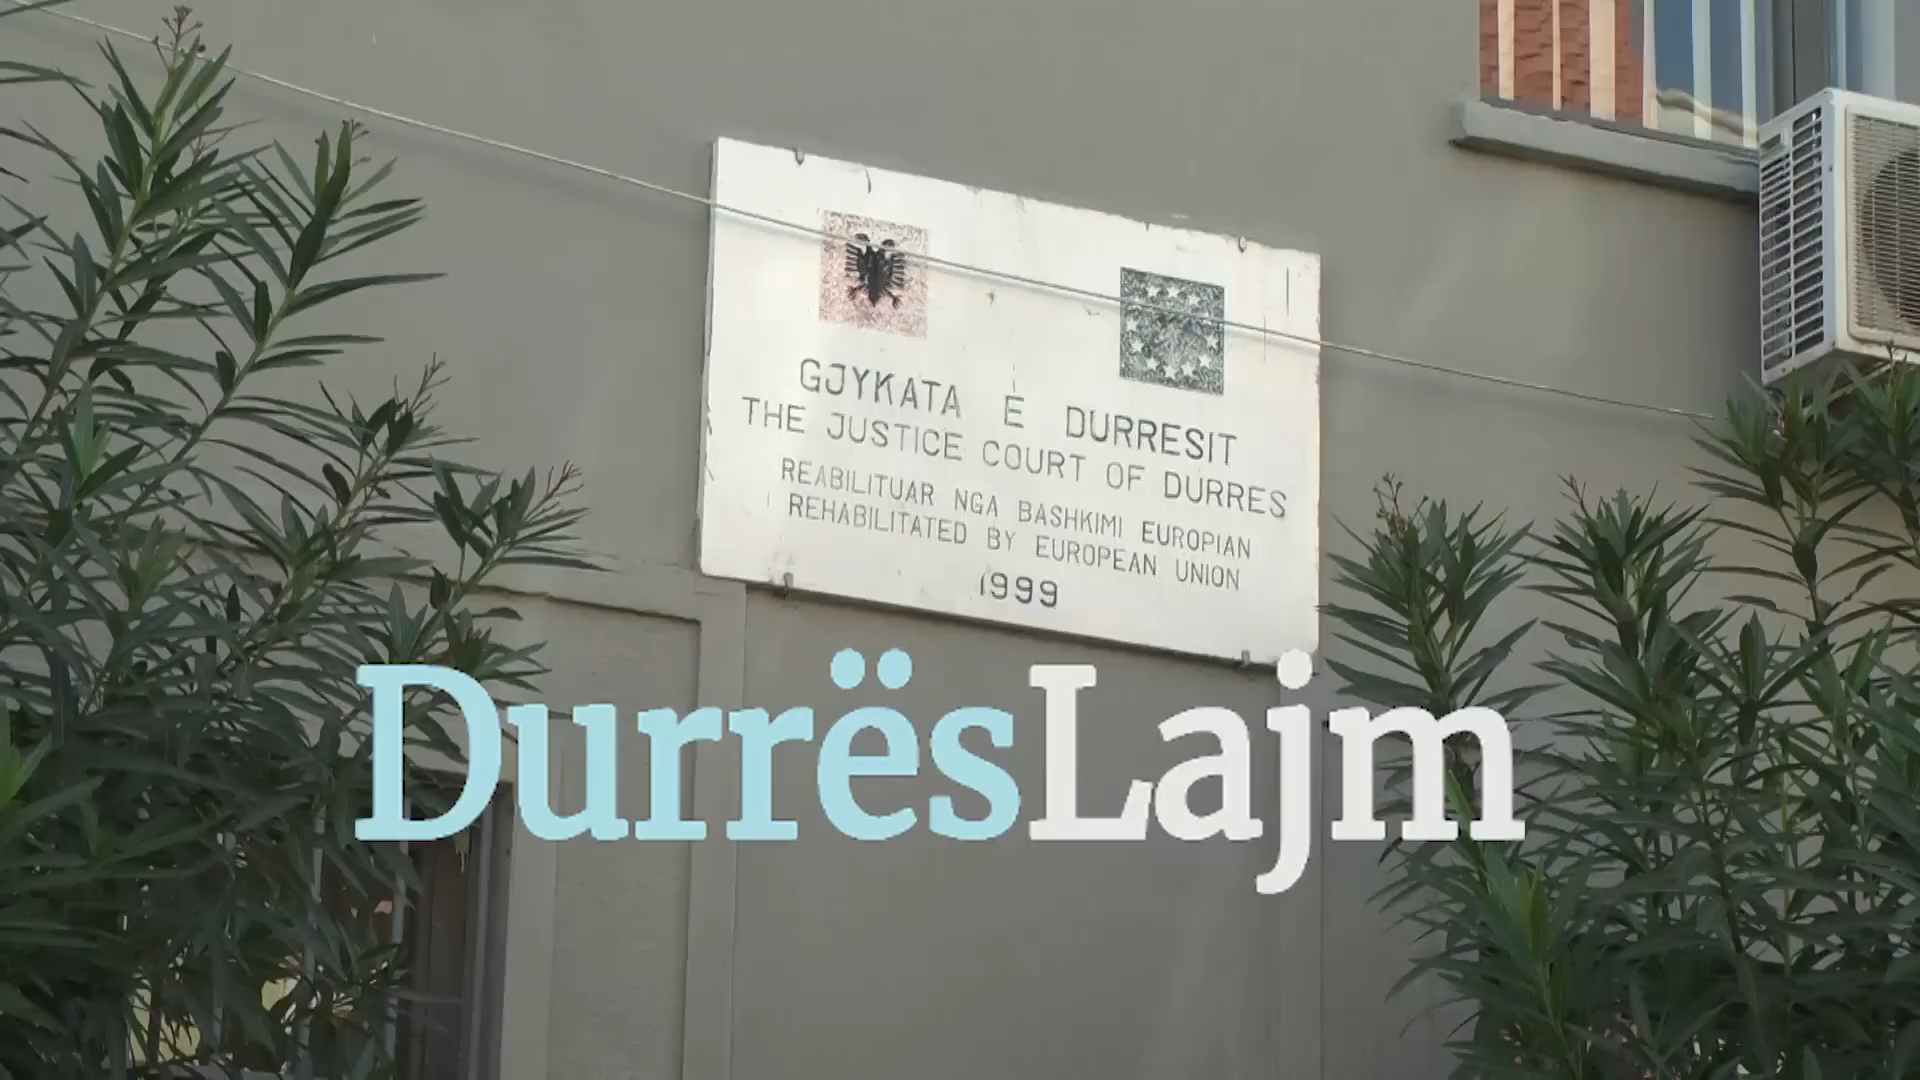 GJYKATA E DURRESIT
THE JUSTICE COURT OF DURRES
REABILITUAR NGA BASHKIMI EUROPIAN
REHABILITATED BY EUROPEAN UNION
1999
DurrësLajm